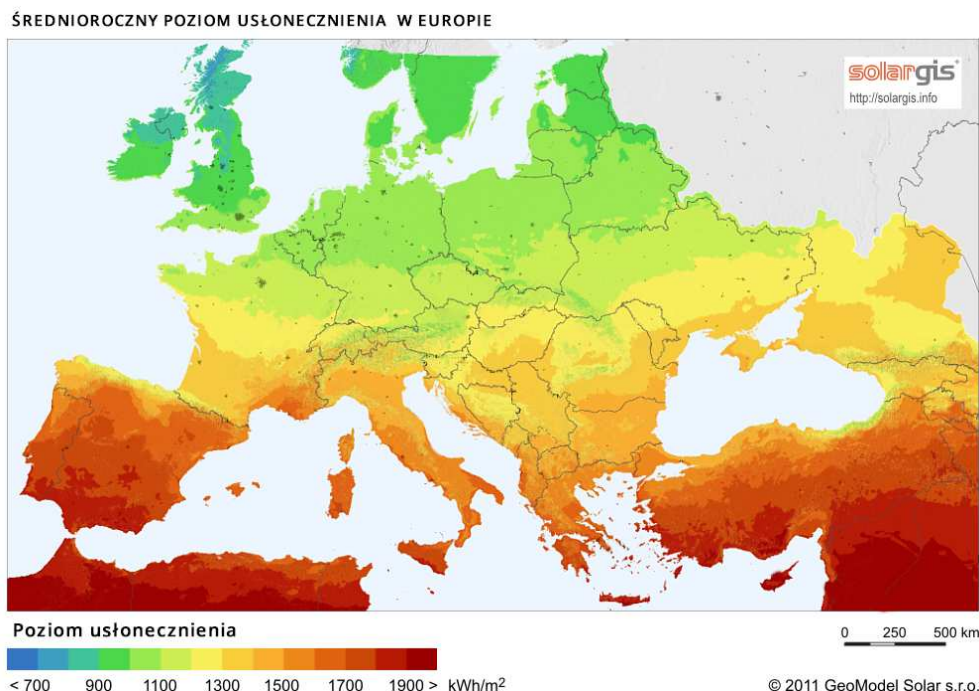 ŚREDNIOROCZNY POZIOM USŁONECZNIENIA W EUROPIE
sollargis
http://solargis.info
Poziom usłonecznienia
0 250 500 km
< 700 900 1100 1300 1500 1700 1900 > kWh/m²
© 2011 GeoModel Solar s.r.o.